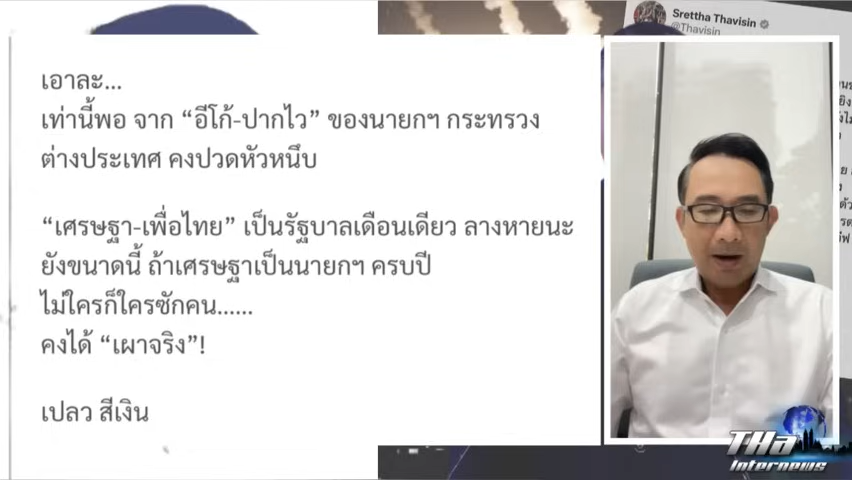 เอาละ...
เท่านี้พอ จาก “อีโก้-ปากไว” ของนายกฯ กระทรวง
ต่างประเทศ คงปวดหัวหนึบ
“เศรษฐา-เพื่อไทย” เป็นรัฐบาลเดือนเดียว ลางหายนะ
ยังขนาดนี้ ถ้าเศรษฐาเป็นนายกฯ ครบปี
ไม่ใครก็ใครซักคน......
คงได้ “เผาจริง”!
เปลว สีเงิน
Srettha Thavisin
@Thavisin
THa
Internews